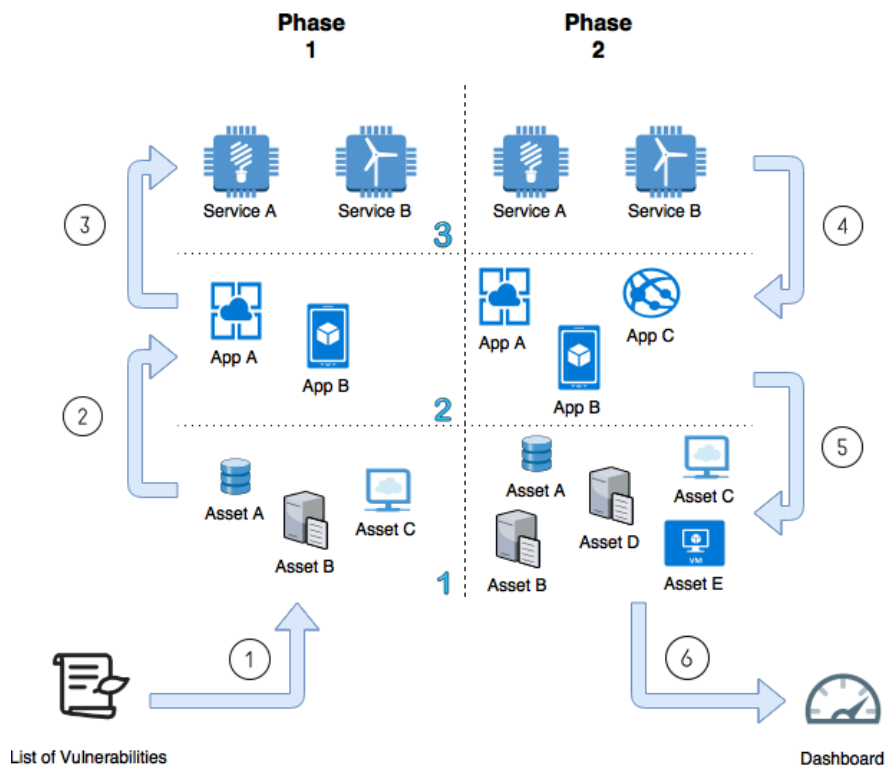 Phase
1
Phase
2
Service A
Service B
Service A
Service B
3
3
4
App A
App B
App A
App C
App B
2
2
5
Asset A
Asset B
Asset C
Asset A
Asset C
Asset D
Asset B
VM
Asset E
1
1
6
List of Vulnerabilities
Dashboard